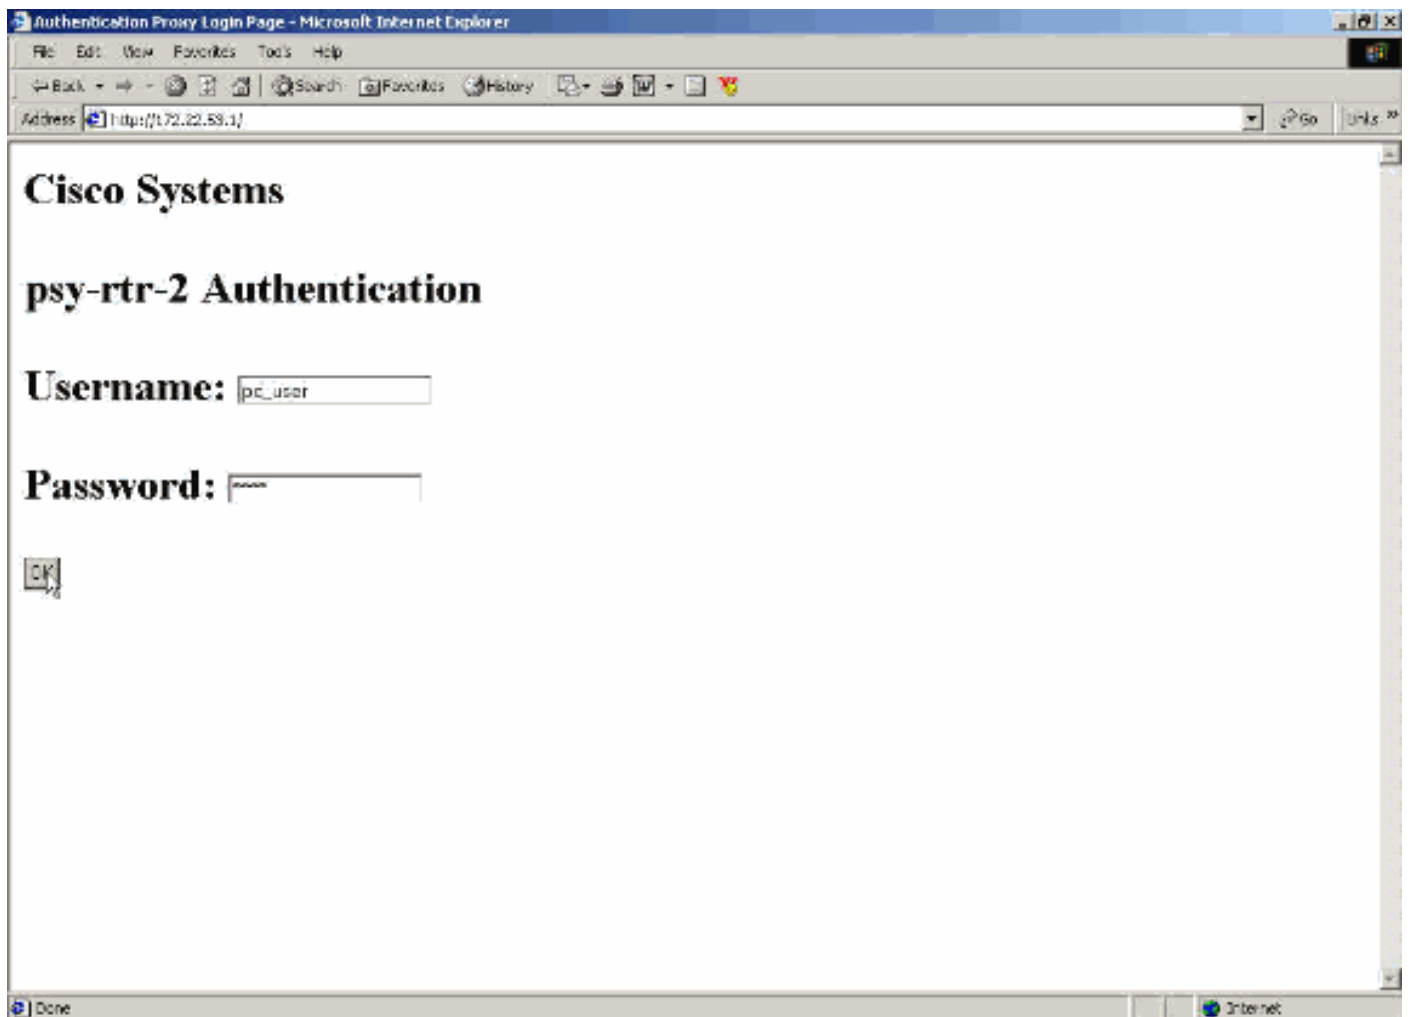 Authentication Proxy Login Page - Microsoft Internet Explorer
File Edit View Favorites Tools Help
Back Search Favorites History
Address http://172.22.53.1/ Go Links »
Cisco Systems
psy-rtr-2 Authentication
Username: pc_user
Password: ****
OK
Done Internet